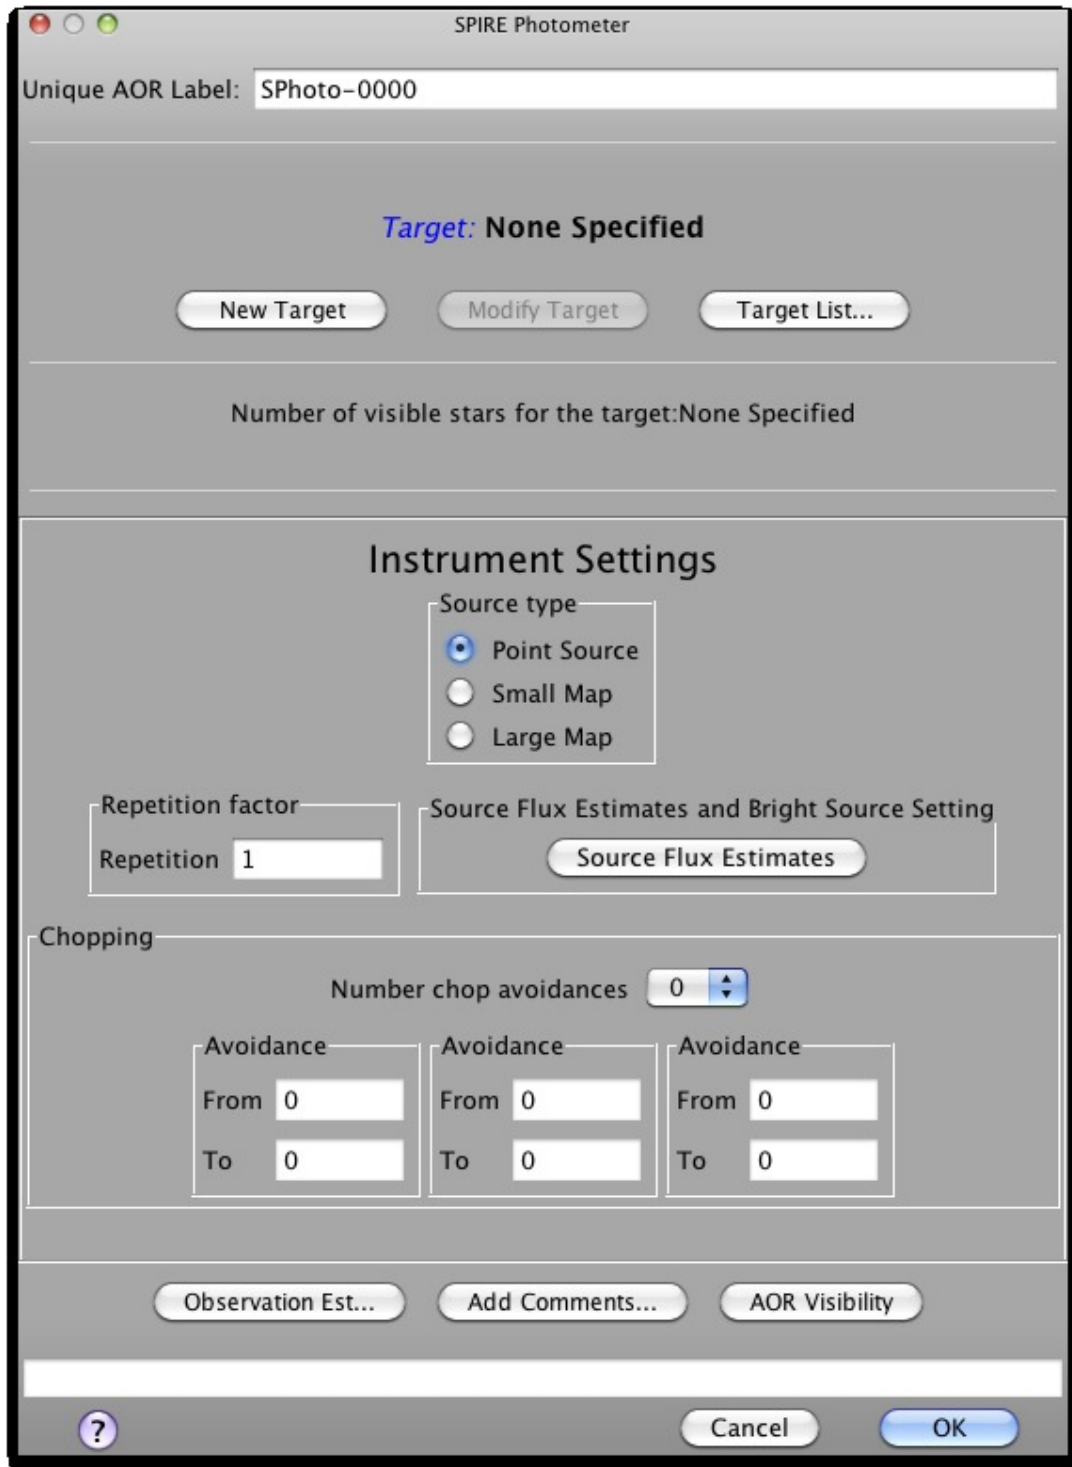 SPIRE Photometer
Unique AOR Label: SPhoto-0000
Target: None Specified
New Target Modify Target Target List...
Number of visible stars for the target:None Specified
Instrument Settings
Source type
Point Source
Small Map
Large Map
Repetition factor
Repetition 1
Source Flux Estimates and Bright Source Setting
Source Flux Estimates
Chopping
Number chop avoidances 0
Avoidance Avoidance Avoidance
From 0 From 0 From 0
To 0 To 0 To 0
Observation Est... Add Comments... AOR Visibility
? Cancel OK